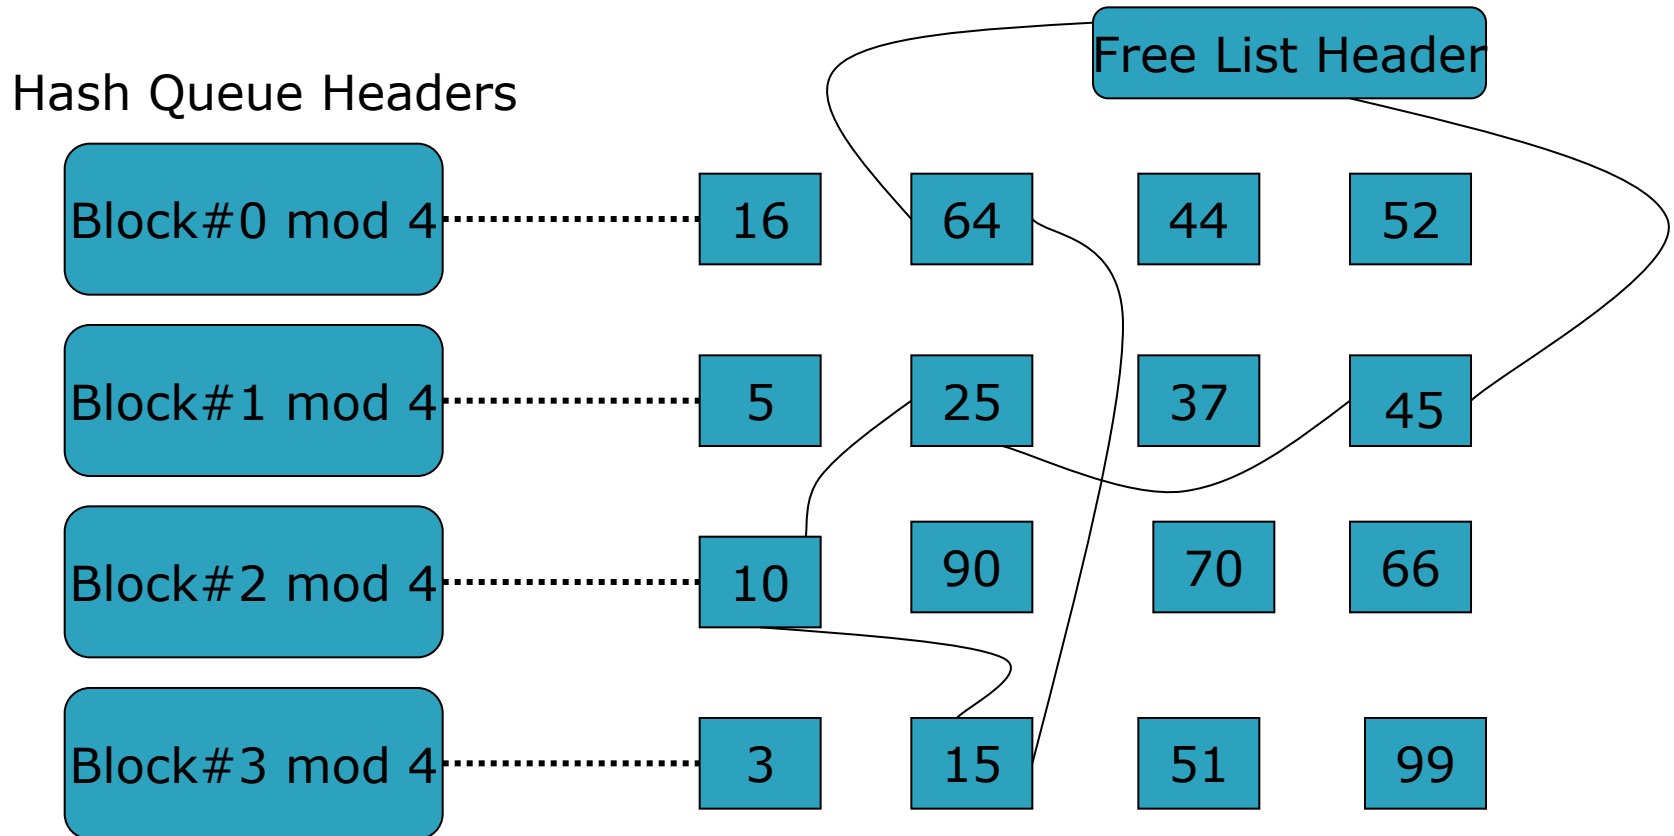 Free List Header
Hash Queue Headers
Block#0 mod 4 16 64 44 52
Block#1 mod 4 5 25 37 45
Block#2 mod 4 10 90 70 66
Block#3 mod 4 3 15 51 99